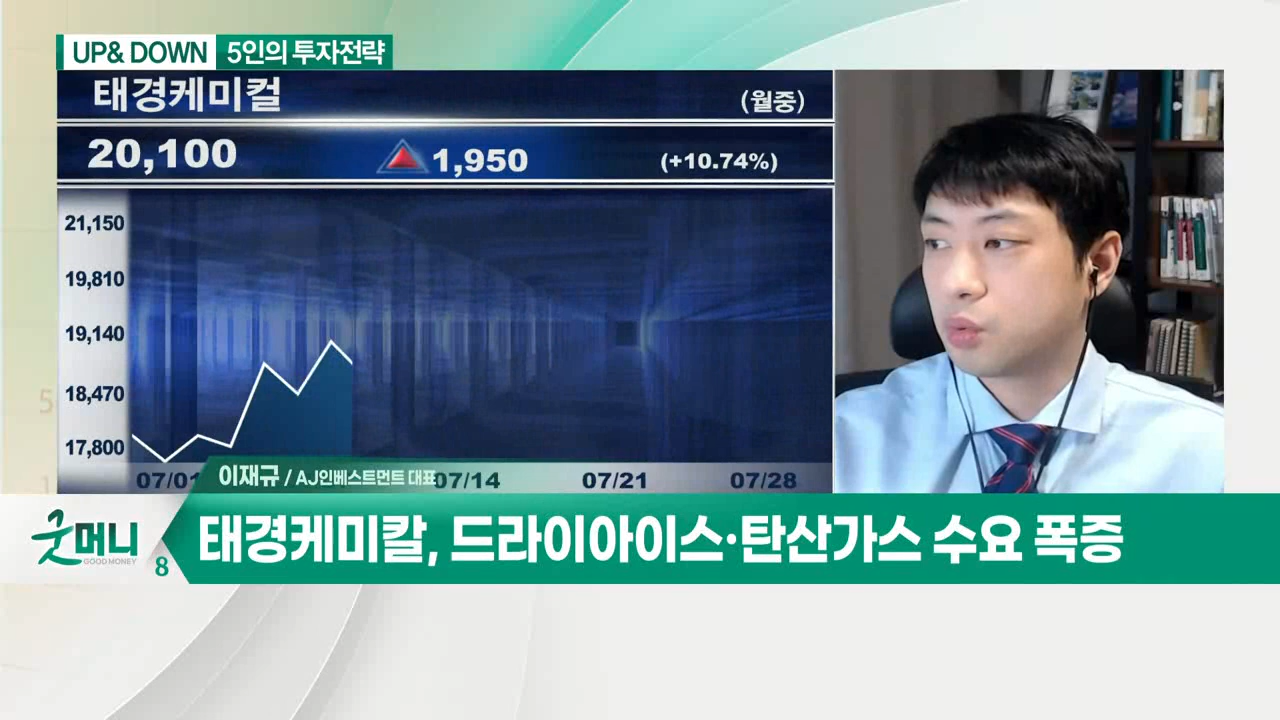 UP& DOWN 5인의 투자전략
태경케미컬 (월중)
20,100 1,950 (+10.74%)
21,150
19,810
19,140
18,470
17,800
07/01 07/14 07/21 07/28
이재규 / AJ인베스트먼트 대표
굿머니
GOOD MONEY
8
태경케미칼, 드라이아이스·탄산가스 수요 폭증